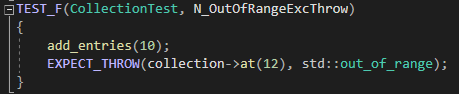 TEST_F(CollectionTest, N_OutOfRangeExcThrow)
{
    add_entries(10);
    EXPECT_THROW(collection->at(12), std::out_of_range);
}